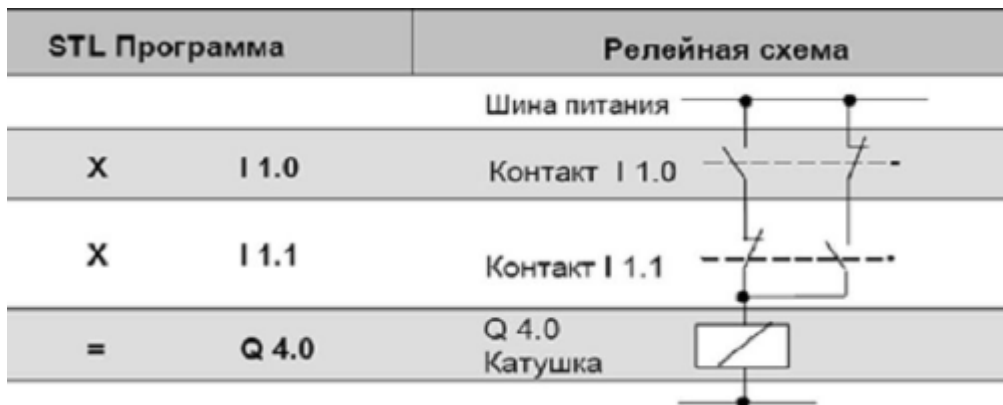 STL Программа Релейная схема
Шина питания
X I 1.0 Контакт I 1.0
X I 1.1 Контакт I 1.1
= Q 4.0 Q 4.0
Катушка